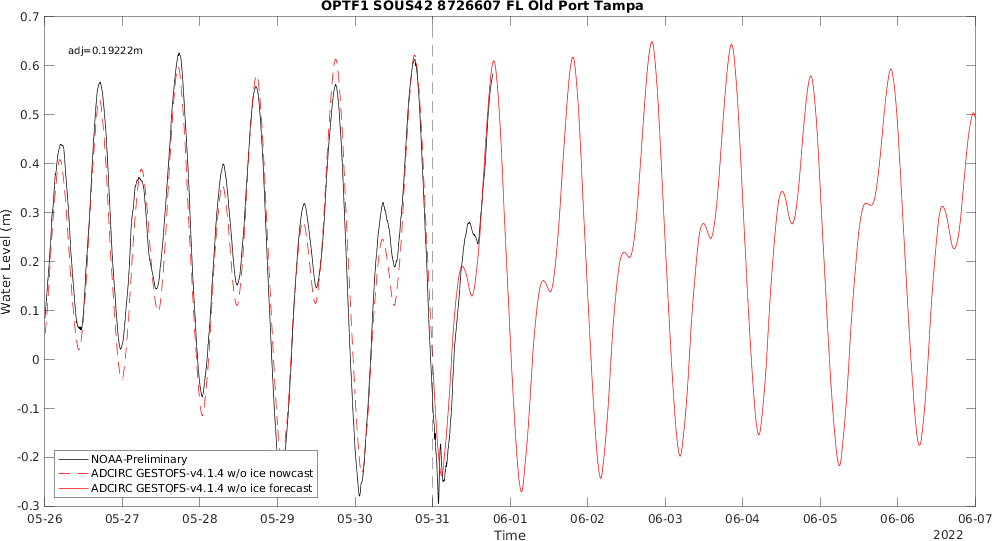 OPTF1 SOUS42 8726607 FL Old Port Tampa
adj=0.19222m
Water Level (m)
0.7
0.6
0.5
0.4
0.3
0.2
0.1
0
-0.1
-0.2
-0.3
NOAA-Preliminary
ADCIRC GESTOFS-v4.1.4 w/o ice nowcast
ADCIRC GESTOFS-v4.1.4 w/o ice forecast
05-26 05-27 05-28 05-29 05-30 05-31 06-01 06-02 06-03 06-04 06-05 06-06 06-07
Time
2022